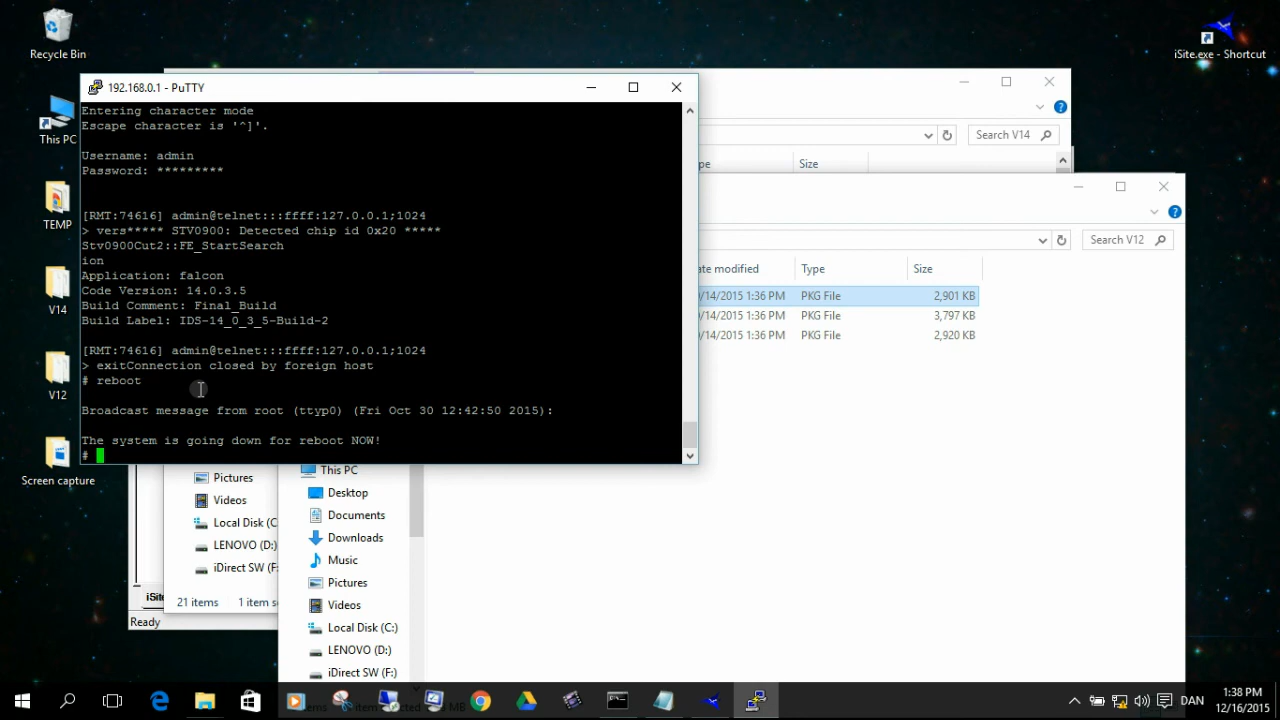 Recycle Bin
This PC
TEMP
V14
V12
Screen capture
iSite.exe - Shortcut
192.168.0.1 - PuTTY
Entering character mode
Escape character is '^]'.
Username: admin
Password: *********
[RMT:74616] admin@telnet:::ffff:127.0.0.1;1024
> vers***** STV0900: Detected chip id 0x20 *****
Stv0900Cut2::FE_StartSearch
ion
Application: falcon
Code Version: 14.0.3.5
Build Comment: Final_Build
Build Label: IDS-14_0_3_5-Build-2
[RMT:74616] admin@telnet:::ffff:127.0.0.1;1024
> exitConnection closed by foreign host
# reboot
Broadcast message from root (ttyp0) (Fri Oct 30 12:42:50 2015):
The system is going down for reboot NOW!
#
Search V14
pe Size
Search V12
ate modified Type Size
/14/2015 1:36 PM PKG File 2,901 KB
/14/2015 1:36 PM PKG File 3,797 KB
/14/2015 1:36 PM PKG File 2,920 KB
Pictures
Videos
Local Disk (C
LENOVO (D:)
iDirect SW (F:
21 items 1 item s
iSite
Ready
This PC
Desktop
Documents
Downloads
Music
Pictures
Videos
Local Disk (C:)
LENOVO (D:)
iDirect SW (F:)
DAN
1:38 PM
12/16/2015